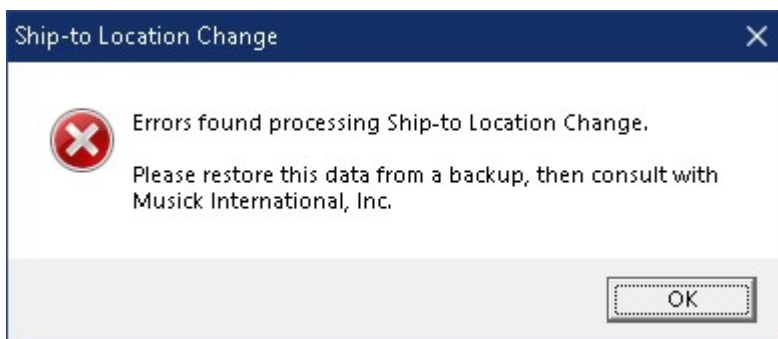 Ship-to Location Change
Errors found processing Ship-to Location Change.
Please restore this data from a backup, then consult with
Musick International, Inc.
OK